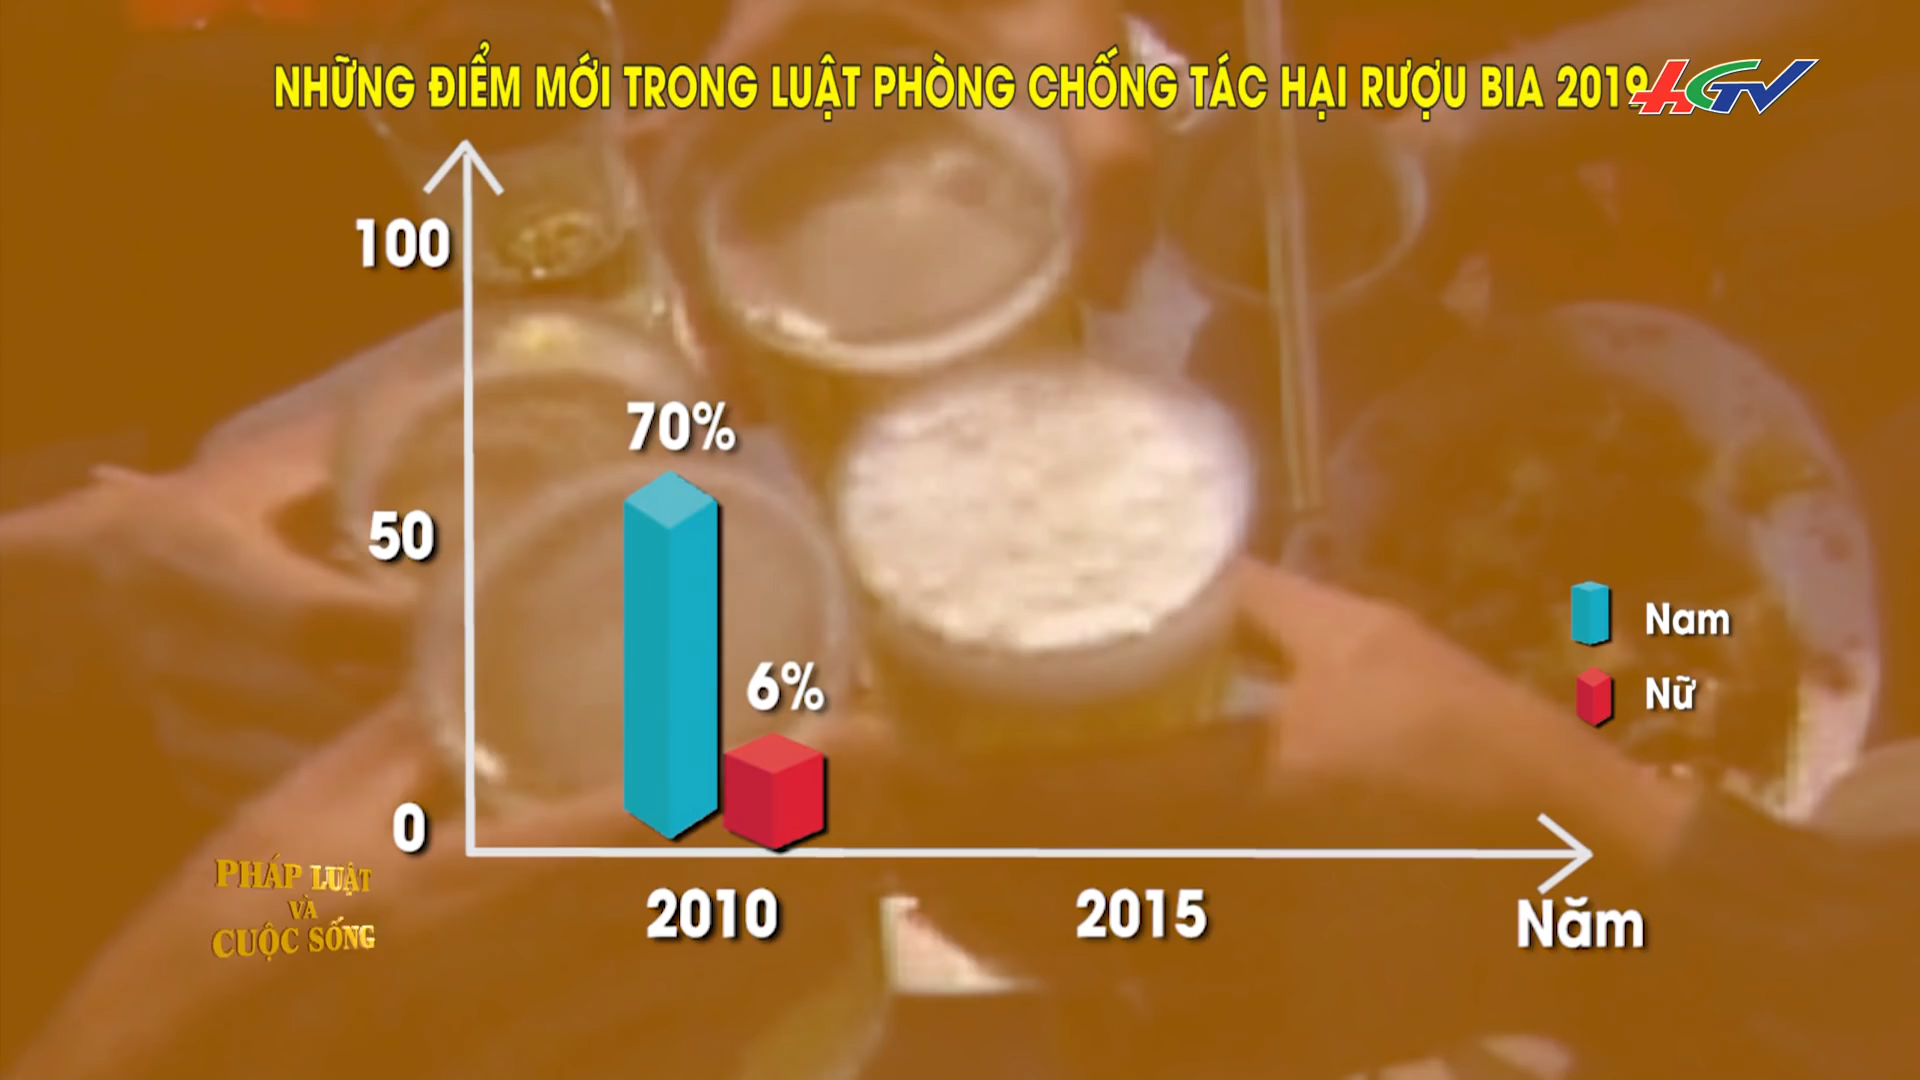 NHỮNG ĐIỂM MỚI TRONG LUẬT PHÒNG CHỐNG TÁC HẠI RƯỢU BIA 2019
HGTV
100
70%
50
Nam
6%
Nữ
0
PHÁP LUẬT
VÀ
CUỘC SỐNG
2010
2015
Năm